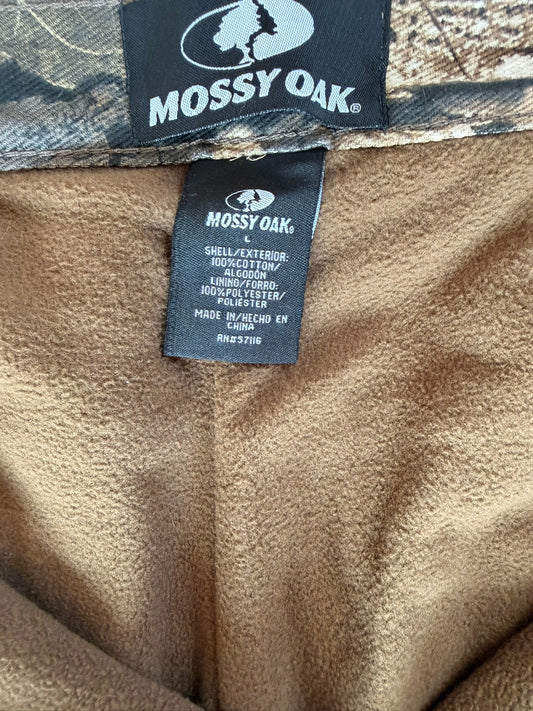 MOSSY OAK®
MOSSY OAK®
L
SHELL/EXTERIOR:
100%COTTON/
ALGODÓN
LINING/FORRO:
100%POLYESTER/
POLIÉSTER
MADE IN/HECHO EN
CHINA
RN#57116